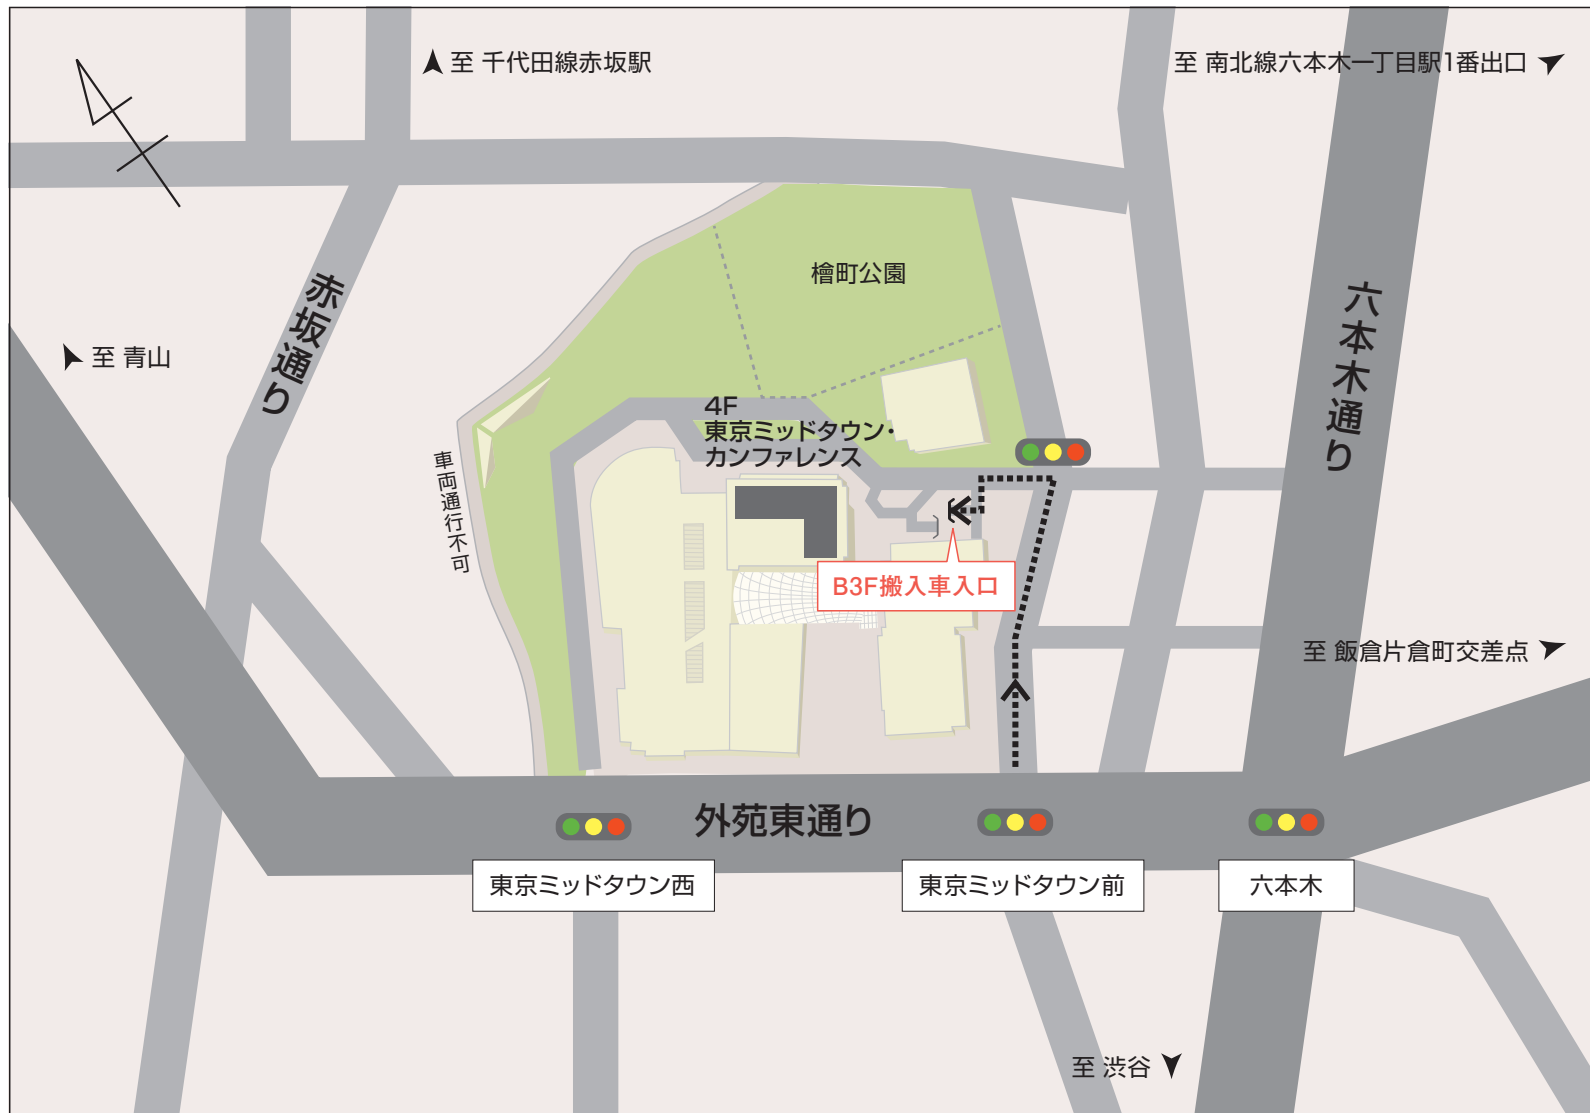 至 千代田線赤坂駅
至 南北線六本木一丁目駅1番出口
檜町公園
赤坂通り
六本木通り
至 青山
4F
東京ミッドタウン・
カンファレンス
車両通行不可
B3F搬入車入口
至 飯倉片倉町交差点
外苑東通り
東京ミッドタウン西
東京ミッドタウン前
六本木
至 渋谷